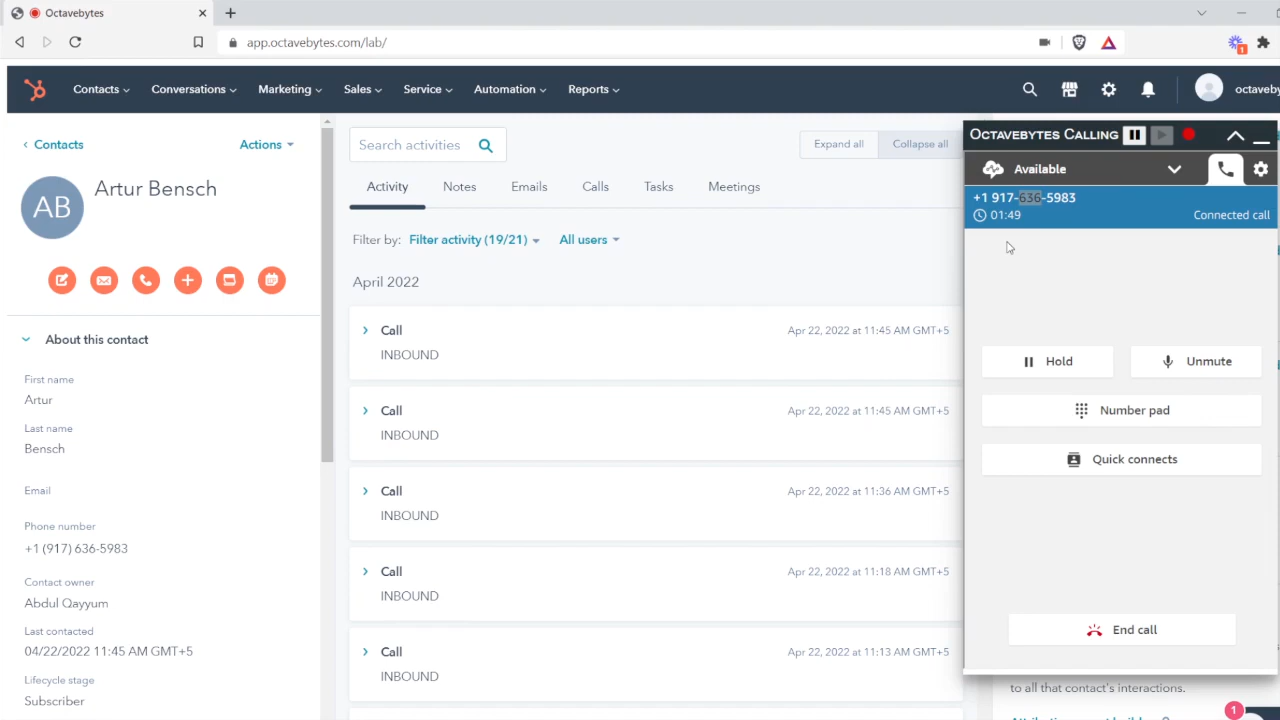 Octavebytes
app.octavebytes.com/lab/
1
Contacts
Conversations
Marketing
Sales
Service
Automation
Reports
Contacts
Actions
AB
Artur Bensch
About this contact
First name
Artur
Last name
Bensch
Email
Phone number
+1 (917) 636-5983
Contact owner
Abdul Qayyum
Last contacted
04/22/2022 11:45 AM GMT+5
Lifecycle stage
Subscriber
Search activities
Expand all
Collapse all
Activity Notes Emails Calls Tasks Meetings
Filter by: Filter activity (19/21) All users
April 2022
Call Apr 22, 2022 at 11:45 AM GMT+5
INBOUND
Call Apr 22, 2022 at 11:45 AM GMT+5
INBOUND
Call Apr 22, 2022 at 11:36 AM GMT+5
INBOUND
Call Apr 22, 2022 at 11:18 AM GMT+5
INBOUND
Call Apr 22, 2022 at 11:13 AM GMT+5
INBOUND
OCTAVEBYTES CALLING
Available
+1 917-636-5983
01:49 Connected call
Hold
Unmute
Number pad
Quick connects
End call
to all that contact's interactions.
1